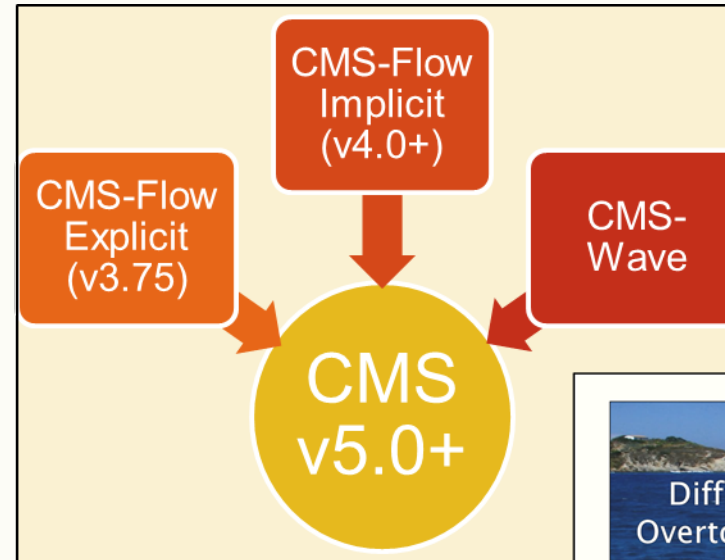 CMS-Flow
Implicit
(v4.0+)
CMS-Flow
Explicit
(v3.75)
CMS-
Wave
CMS
v5.0+